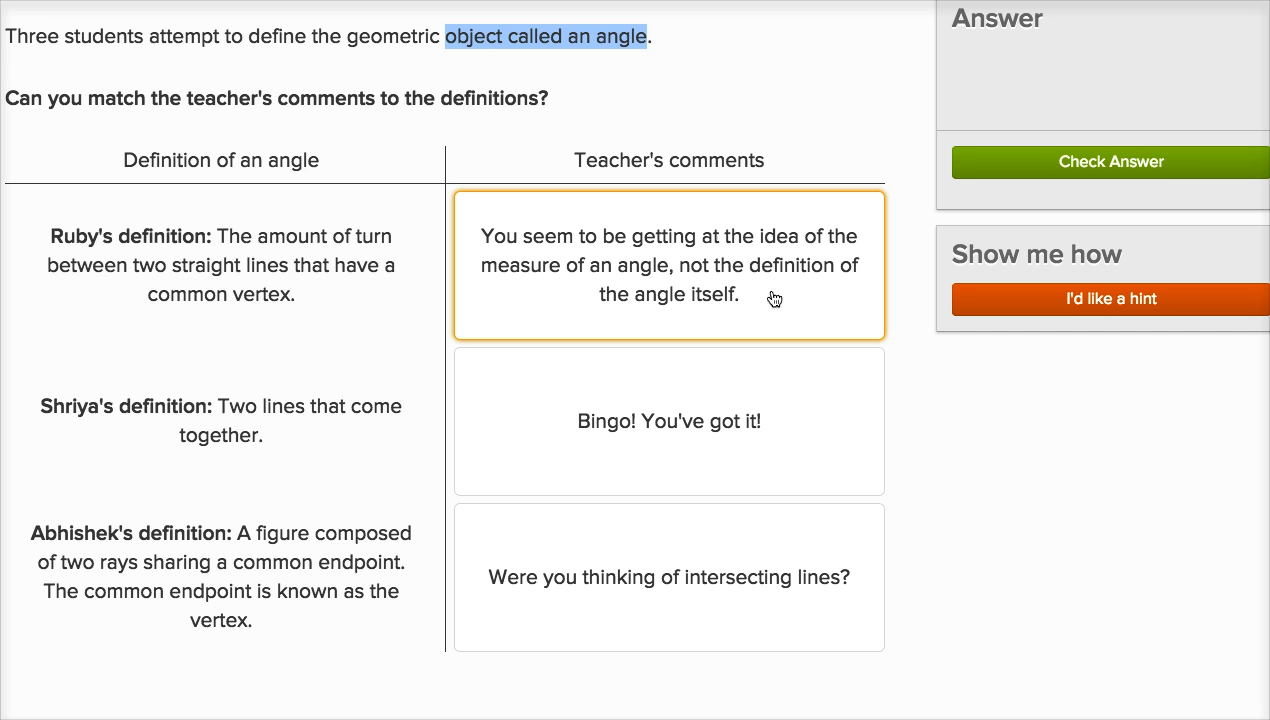 Three students attempt to define the geometric object called an angle.
Can you match the teacher's comments to the definitions?
Definition of an angle
Teacher's comments
Ruby's definition: The amount of turn
between two straight lines that have a
common vertex.
You seem to be getting at the idea of the
measure of an angle, not the definition of
the angle itself.
Shriya's definition: Two lines that come
together.
Bingo! You've got it!
Abhishek's definition: A figure composed
of two rays sharing a common endpoint.
The common endpoint is known as the
vertex.
Were you thinking of intersecting lines?
Answer
Check Answer
Show me how
I'd like a hint